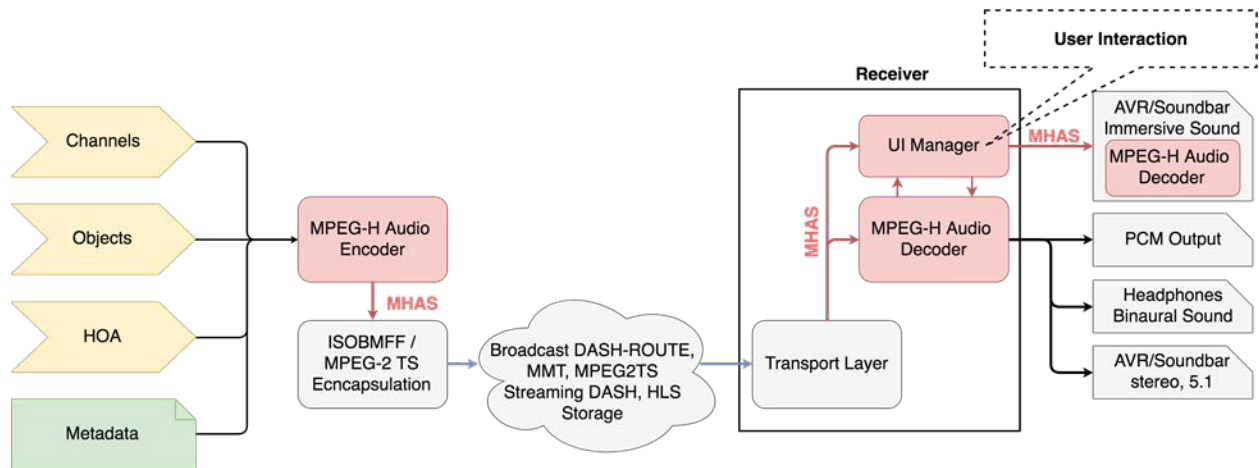 User Interaction
Receiver
Channels
Objects
HOA
Metadata
MPEG-H Audio
Encoder
MHAS
ISOBMFF /
MPEG-2 TS
Ecncapsulation
Broadcast DASH-ROUTE,
MMT, MPEG2TS
Streaming DASH, HLS
Storage
Transport Layer
MHAS
UI Manager
MPEG-H Audio
Decoder
MHAS
AVR/Soundbar
Immersive Sound
MPEG-H Audio
Decoder
PCM Output
Headphones
Binaural Sound
AVR/Soundbar
stereo, 5.1